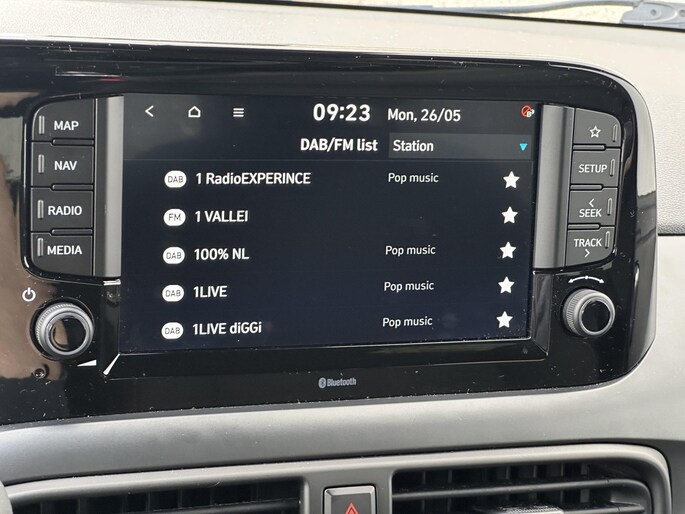 09:23 Mon, 26/05
DAB/FM list Station
DAB 1 RadioEXPERINCE Pop music
FM 1 VALLEI
DAB 100% NL Pop music
DAB 1LIVE Pop music
DAB 1LIVE diGGi Pop music
MAP
NAV
RADIO
MEDIA
SETUP
< SEEK
TRACK >
Bluetooth